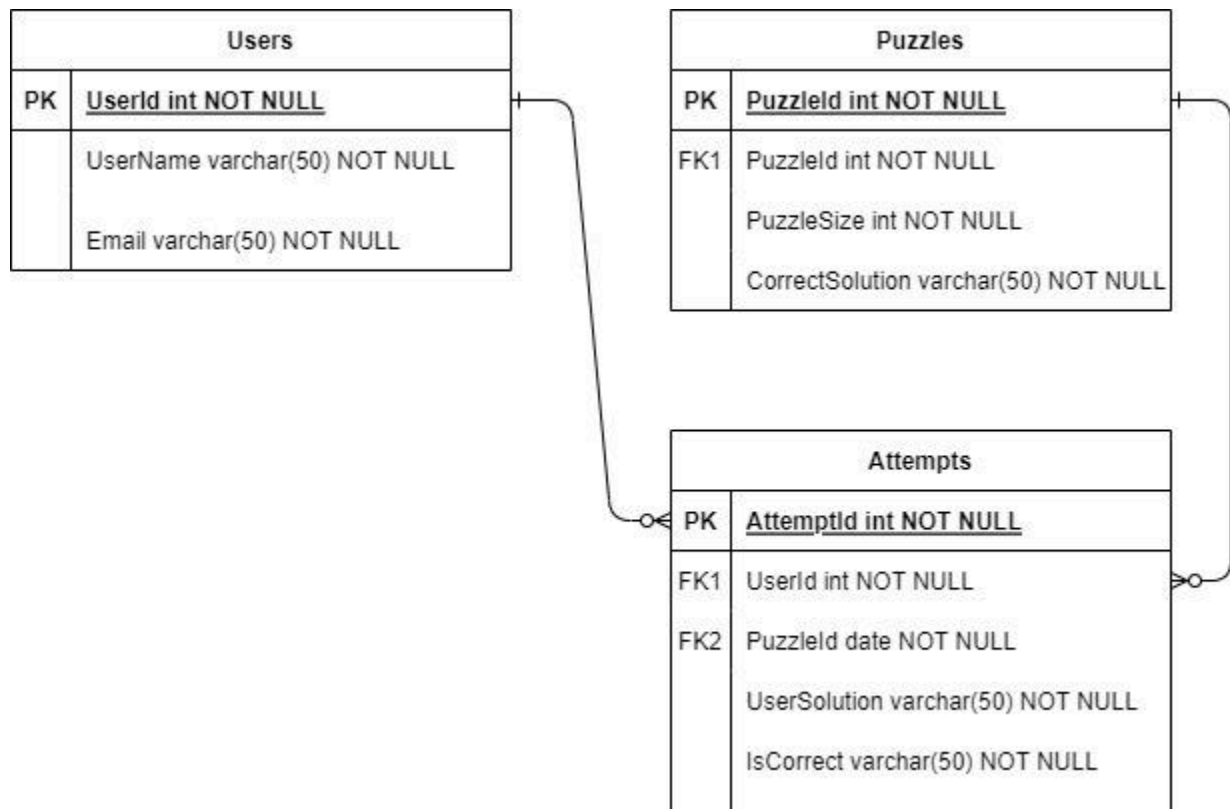 Users
PK UserId int NOT NULL
UserName varchar(50) NOT NULL
Email varchar(50) NOT NULL
Puzzles
PK PuzzleId int NOT NULL
FK1 PuzzleId int NOT NULL
PuzzleSize int NOT NULL
CorrectSolution varchar(50) NOT NULL
Attempts
PK AttemptId int NOT NULL
FK1 UserId int NOT NULL
FK2 PuzzleId date NOT NULL
UserSolution varchar(50) NOT NULL
IsCorrect varchar(50) NOT NULL